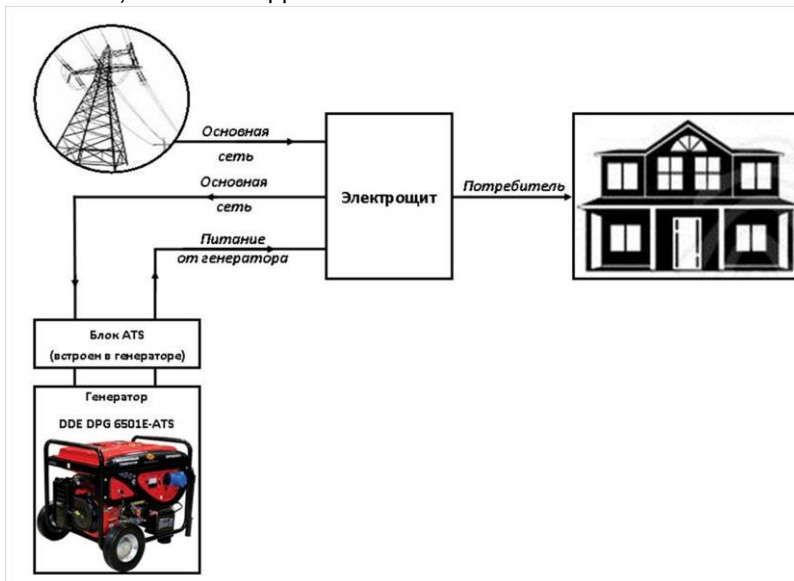 Основная
сеть
Основная
сеть
Электрощит
Потребитель
Питание
от генератора
Блок ATS
(встроен в генераторе)
Генератор
DDE DPG 6501E-ATS